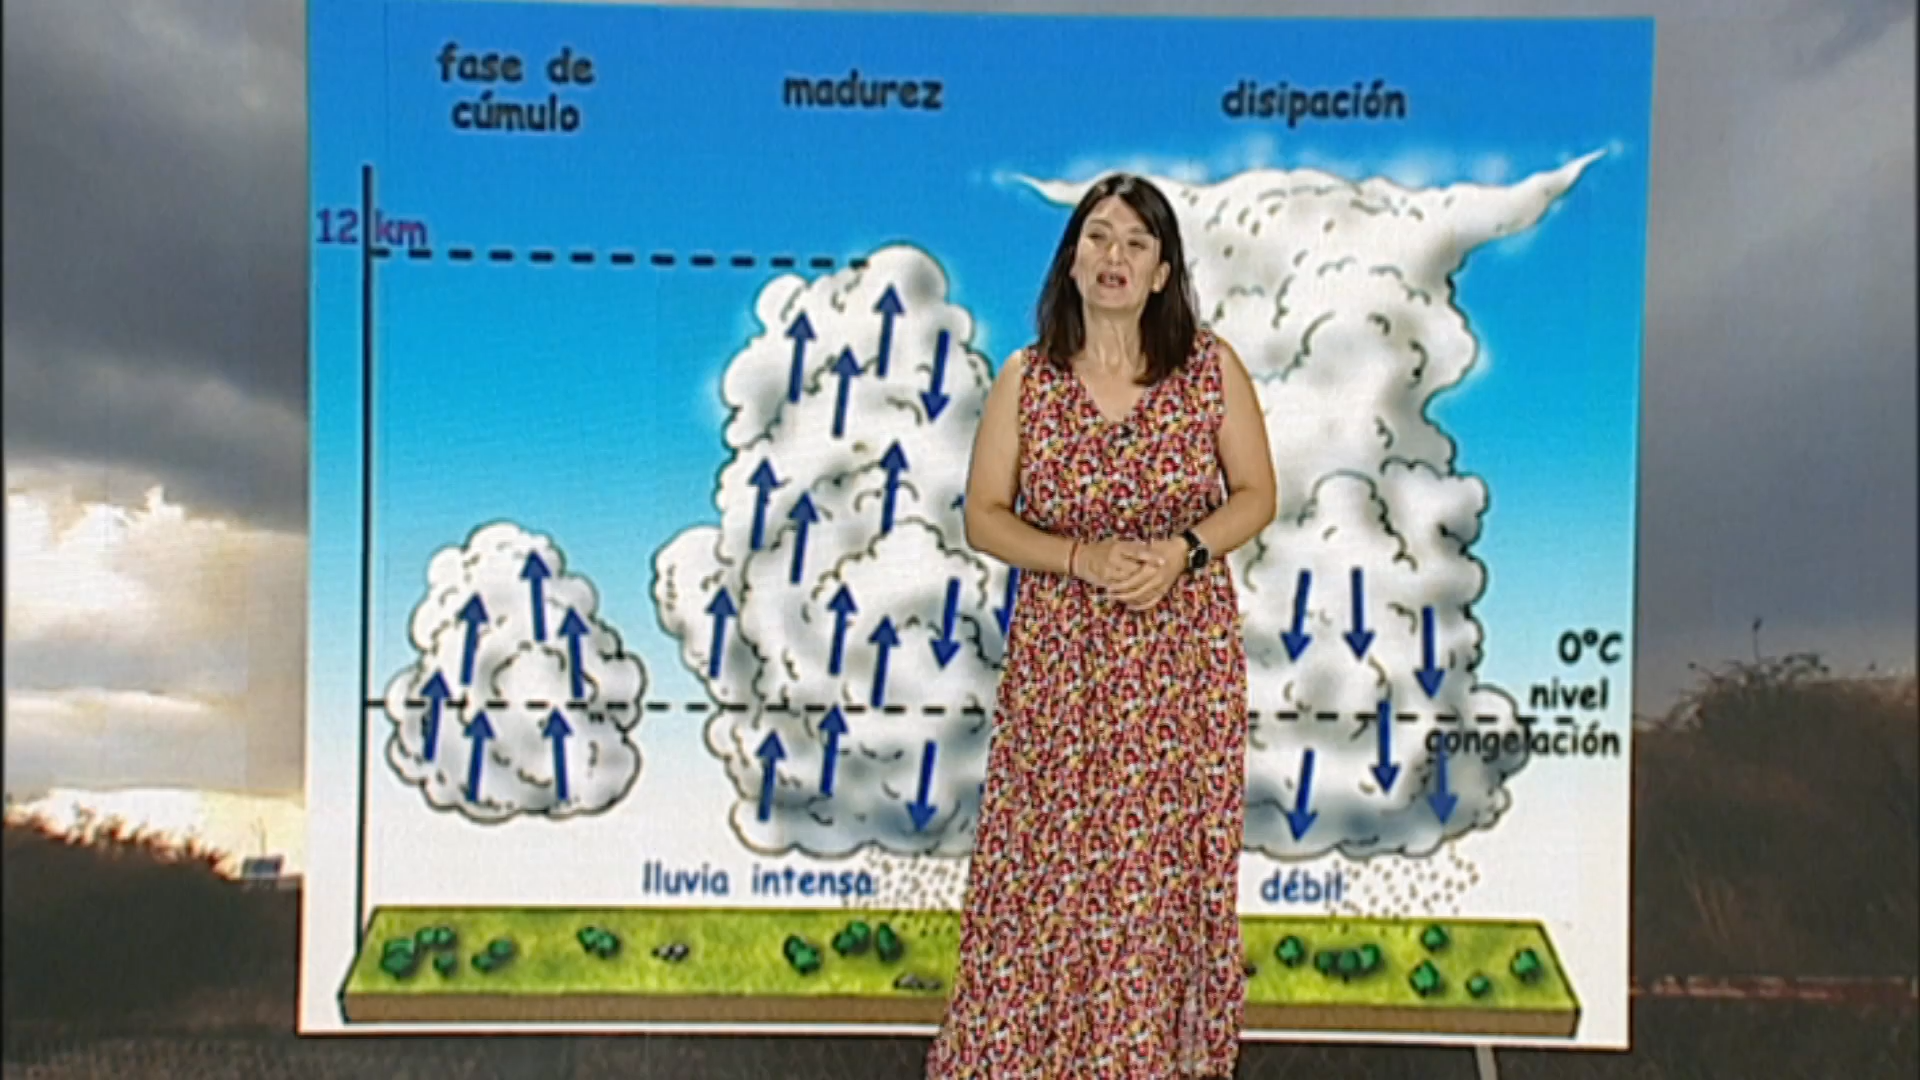 fase de
cúmulo
madurez
disipación
12 km
0°C
nivel
congelación
lluvia intensa
débil